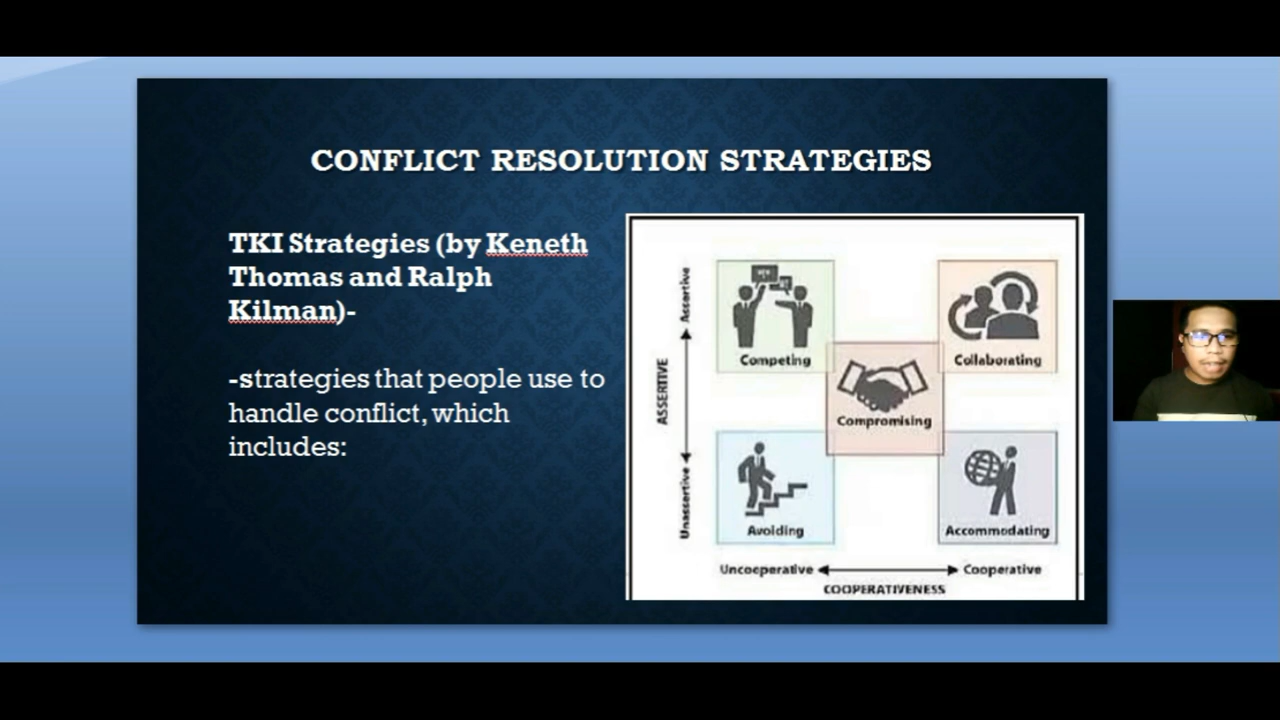 CONFLICT RESOLUTION STRATEGIES
TKI Strategies (by Keneth
Thomas and Ralph
Kilman)-
-strategies that people use to
handle conflict, which
includes:
Assertive
ASSERTIVE
Unassertive
Competing
Collaborating
Compromising
Avoiding
Accommodating
Uncooperative
Cooperative
COOPERATIVENESS